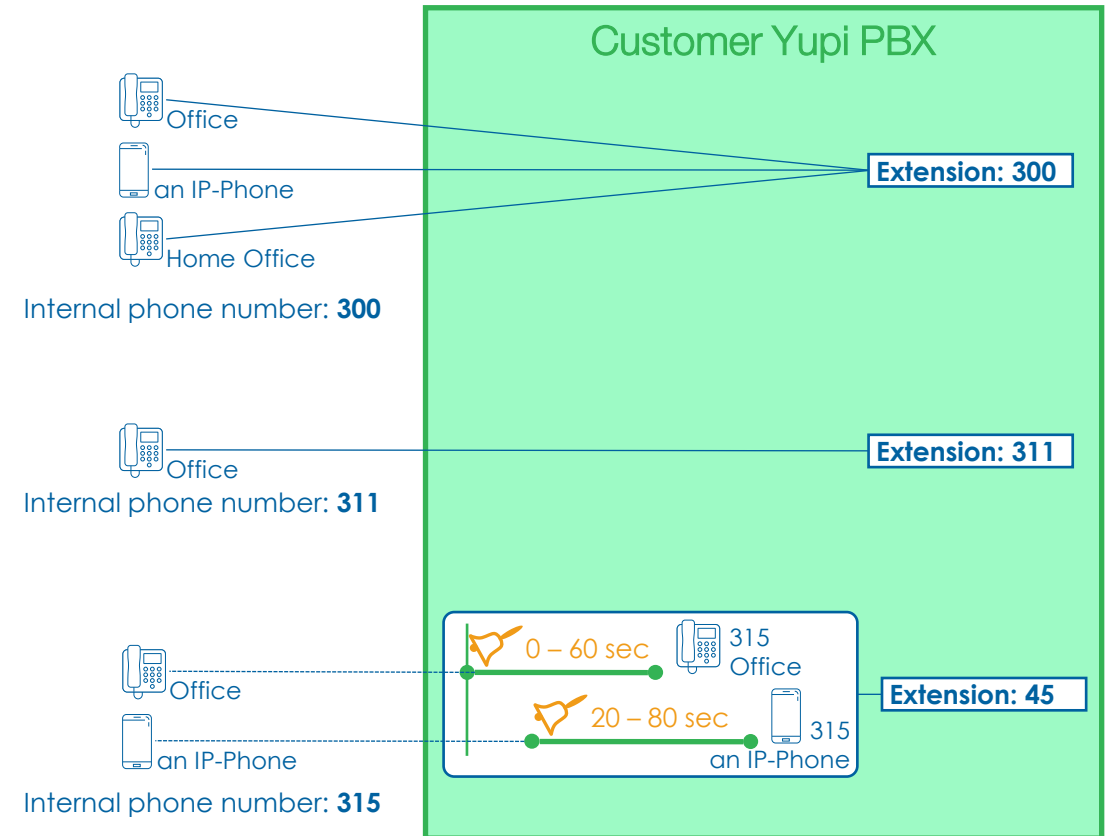 Customer Yupi PBX
Office
an IP-Phone
Home Office
Extension: 300
Internal phone number: 300
Office
Extension: 311
Internal phone number: 311
Office
an IP-Phone
0 – 60 sec
315
Office
20 – 80 sec
315
an IP-Phone
Extension: 45
Internal phone number: 315